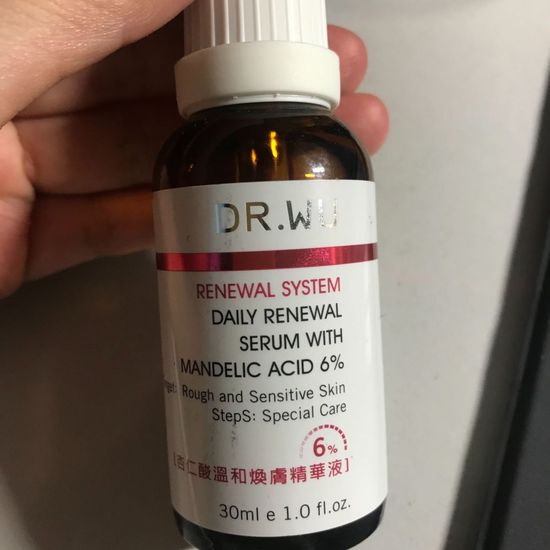 DR.WU
RENEWAL SYSTEM
DAILY RENEWAL
SERUM WITH
MANDELIC ACID 6%
Rough and Sensitive Skin
StepS: Special Care
6%
[杏仁酸溫和煥膚精華液]
30ml e 1.0 fl.oz.